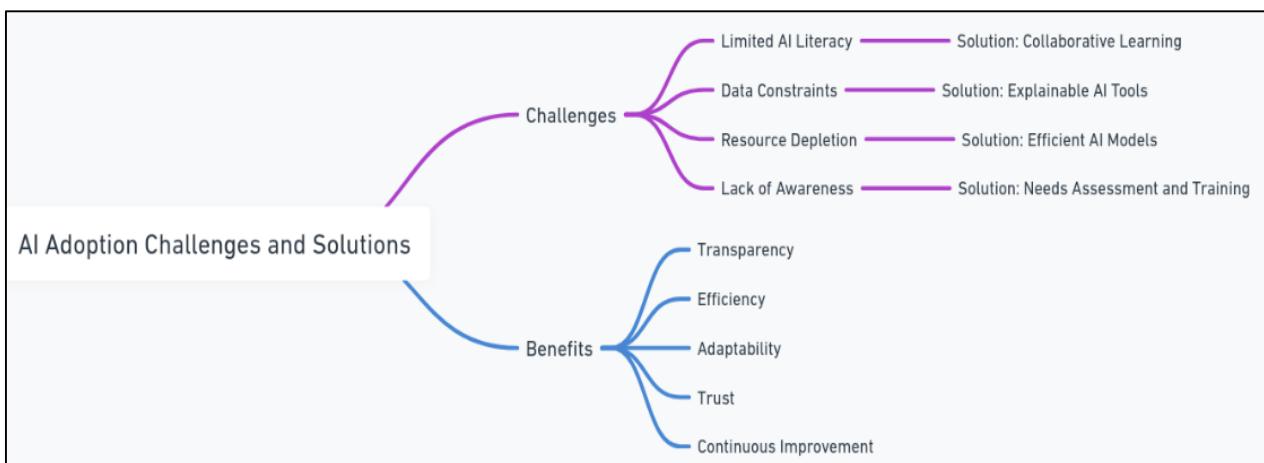 AI Adoption Challenges and Solutions
Challenges
Limited AI Literacy
Solution: Collaborative Learning
Data Constraints
Solution: Explainable AI Tools
Resource Depletion
Solution: Efficient AI Models
Lack of Awareness
Solution: Needs Assessment and Training
Benefits
Transparency
Efficiency
Adaptability
Trust
Continuous Improvement